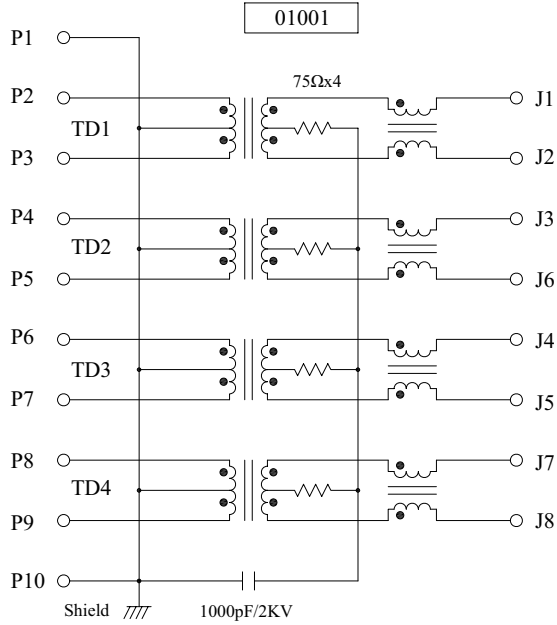 01001
P1
P2
75Ωx4
J1
TD1
P3
J2
P4
J3
TD2
P5
J6
P6
J4
TD3
P7
J5
P8
J7
TD4
P9
J8
P10
Shield
1000pF/2KV